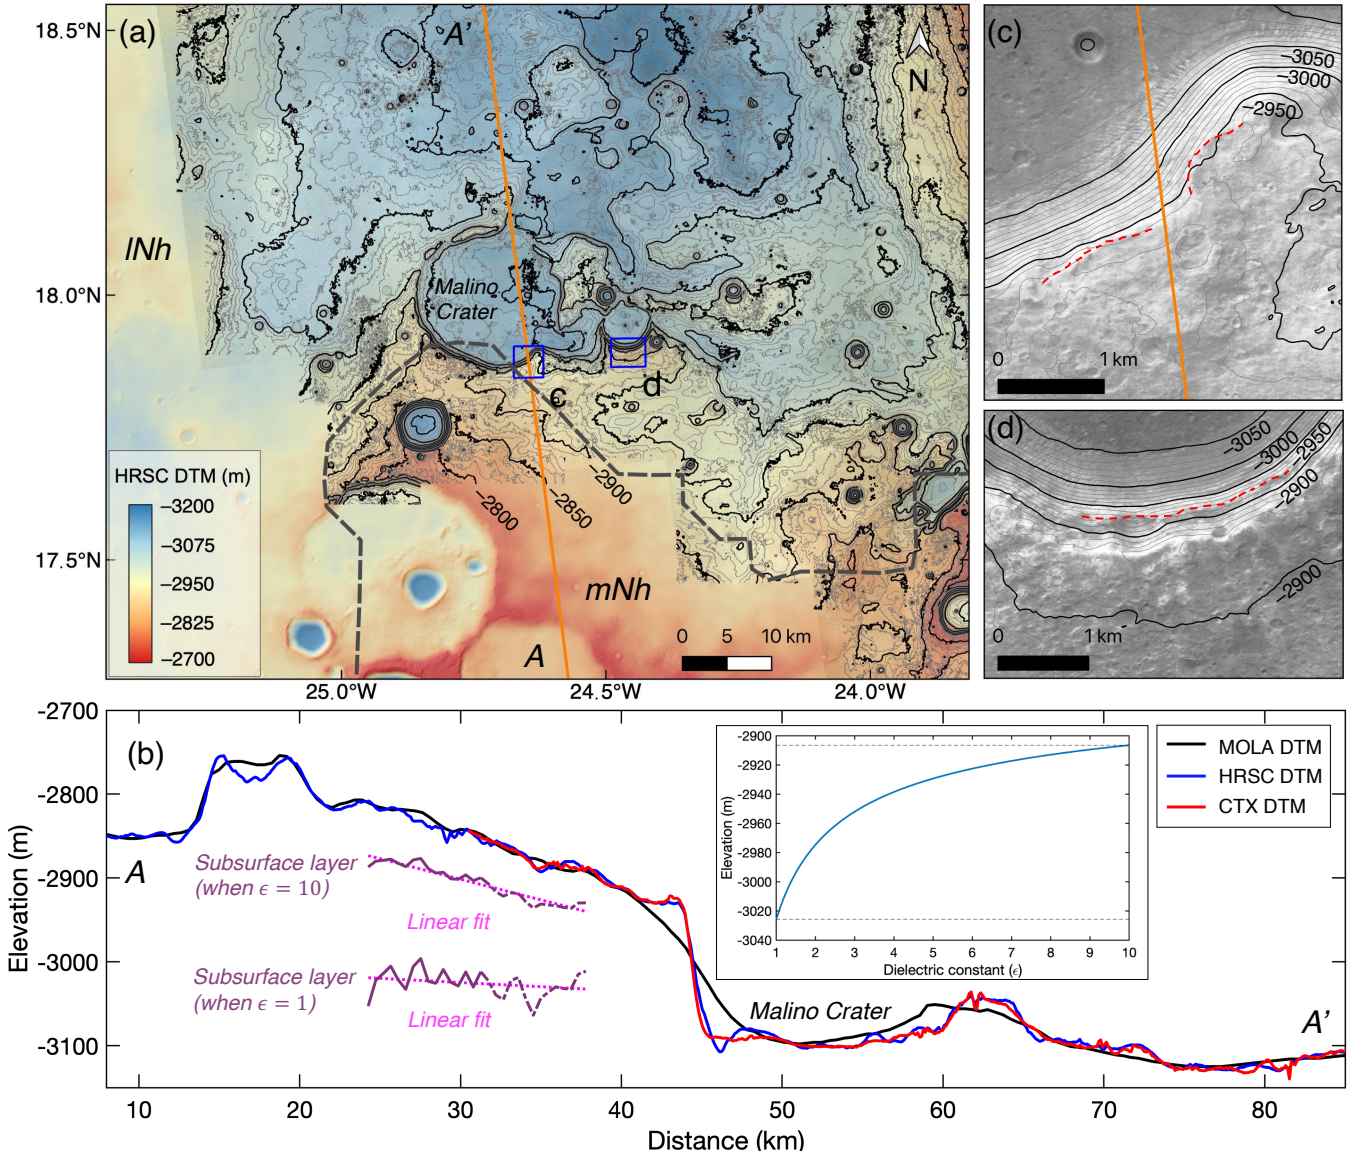 18.5°N
18.0°N
17.5°N
25.0°W
24.5°W
24.0°W
(a)
A'
N
lNh
Malino
Crater
c
d
−2900
−2850
−2800
mNh
A
0 5 10 km
HRSC DTM (m)
−3200
−3075
−2950
−2825
−2700
(c)
−3050
−3000
−2950
0 1 km
(d)
−3050
−3000
−2950
−2900
−2900
0 1 km
(b)
-2700
-2800
-2900
-3000
-3100
Elevation (m)
A
Subsurface layer
(when ϵ = 10)
Linear fit
Subsurface layer
(when ϵ = 1)
Linear fit
Malino Crater
A'
-2900
-2920
-2940
-2960
-2980
-3000
-3020
-3040
Elevation (m)
1 2 3 4 5 6 7 8 9 10
Dielectric constant (ϵ)
MOLA DTM
HRSC DTM
CTX DTM
10 20 30 40 50 60 70 80
Distance (km)